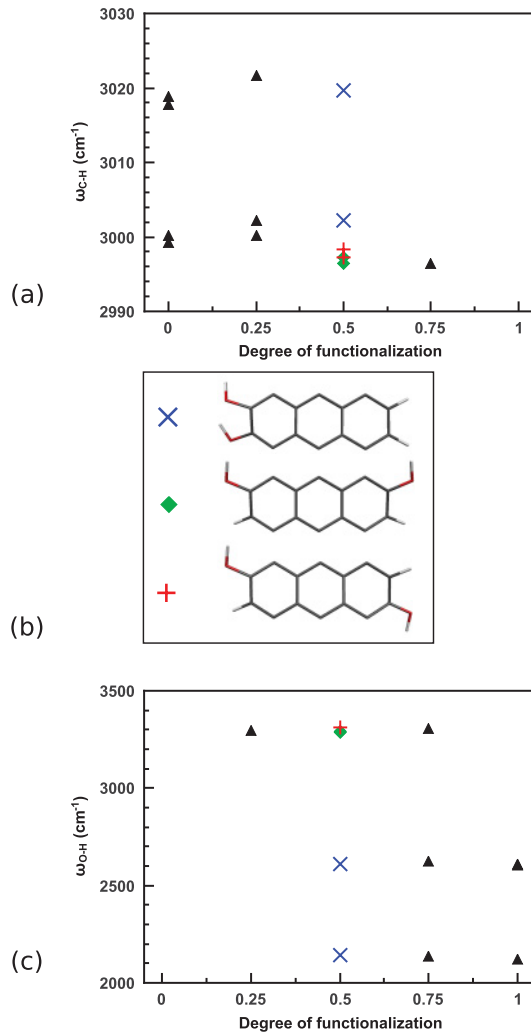 3030
3020
3010
3000
2990
ωC-H (cm-1)
0 0.25 0.5 0.75 1
Degree of functionalization
(a)
(b)
3500
3000
2500
2000
ωO-H (cm-1)
0 0.25 0.5 0.75 1
Degree of functionalization
(c)